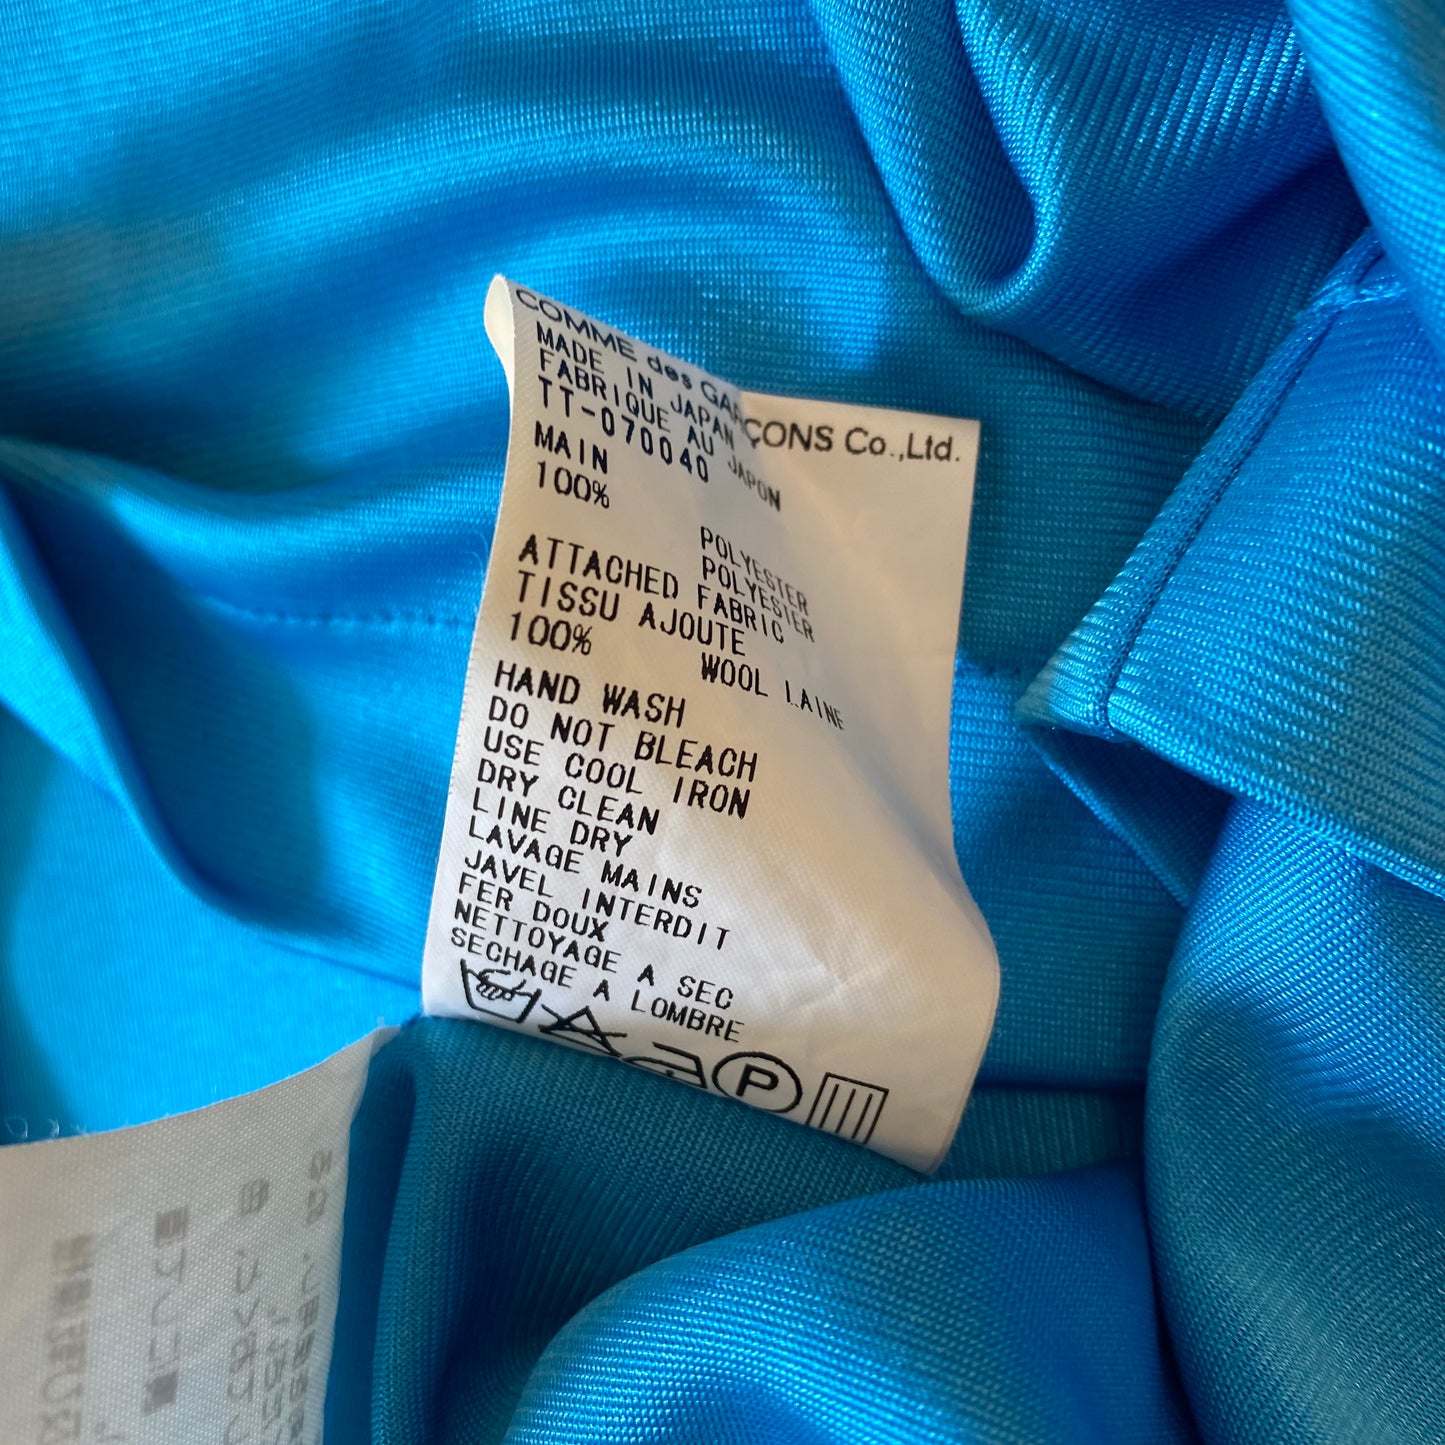 COMME des GARÇONS Co.,Ltd.
MADE IN JAPAN
FABRIQUE AU JAPON
TT-070040
MAIN
100% POLYESTER
POLYESTER
ATTACHED FABRIC
TISSU AJOUTE
100% WOOL LAINE
HAND WASH
DO NOT BLEACH
USE COOL IRON
DRY CLEAN
LINE DRY
LAVAGE MAINS
JAVEL INTERDIT
FER DOUX
NETTOYAGE A SEC
SECHAGE A LOMBRE
P